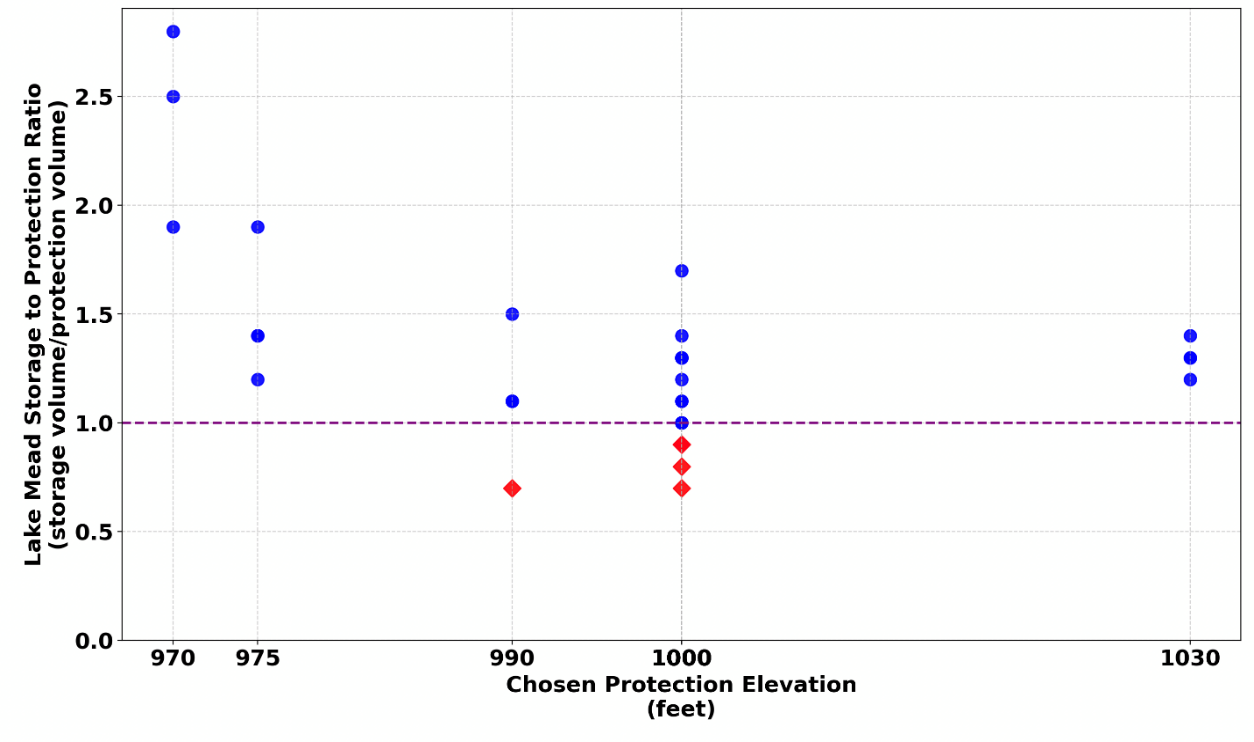 Lake Mead Storage to Protection Ratio
(storage volume/protection volume)
2.5
2.0
1.5
1.0
0.5
0.0
970 975 990 1000 1030
Chosen Protection Elevation
(feet)